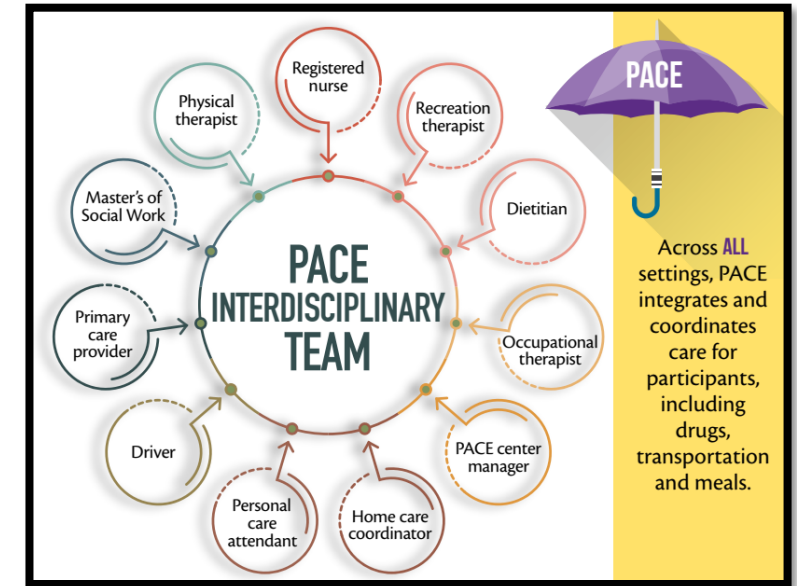 Registered
nurse
Physical
therapist
Recreation
therapist
Master's of
Social Work
Dietitian
PACE
INTERDISCIPLINARY
TEAM
Primary
care
provider
Occupational
therapist
Driver
PACE center
manager
Personal
care
attendant
Home care
coordinator
PACE
Across ALL
settings, PACE
integrates and
coordinates
care for
participants,
including
drugs,
transportation
and meals.